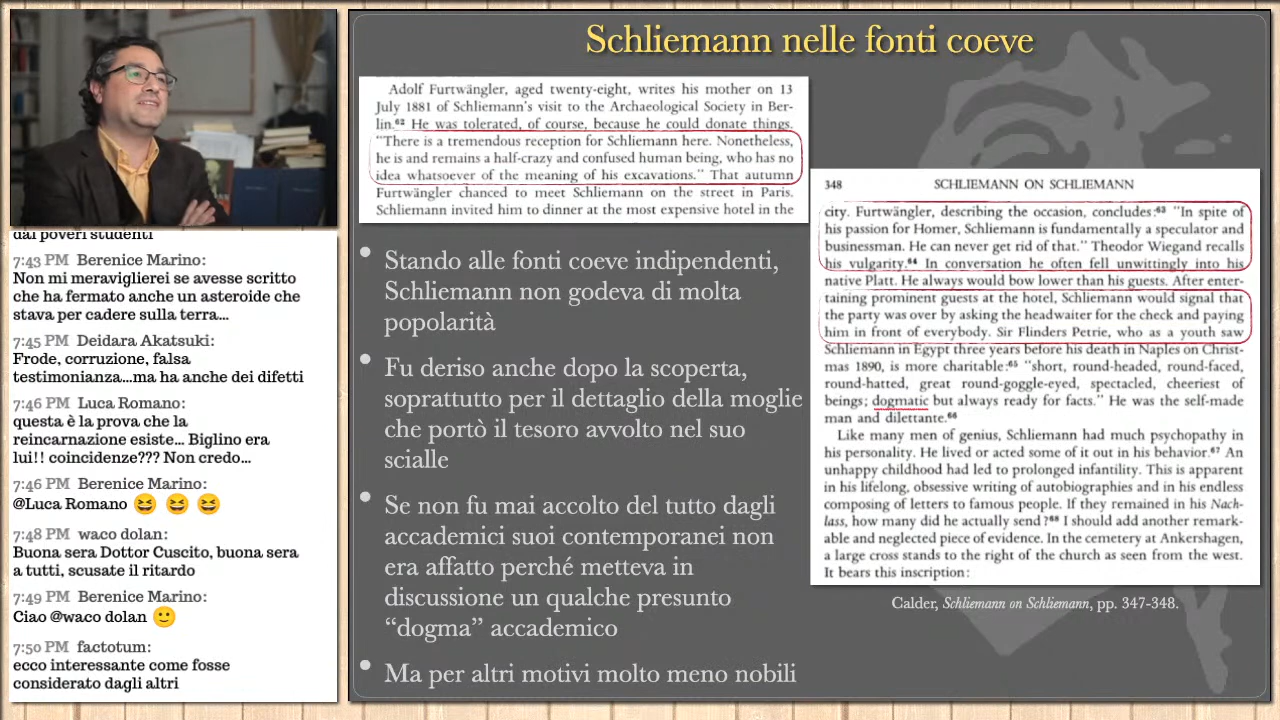 Schliemann nelle fonti coeve
Adolf Furtwängler, aged twenty-eight, writes his mother on 13
July 1881 of Schliemann's visit to the Archaeological Society in Ber-
lin.⁶² He was tolerated, of course, because he could donate things.
"There is a tremendous reception for Schliemann here. Nonetheless,
he is and remains a half-crazy and confused human being, who has no
idea whatsoever of the meaning of his excavations." That autumn
Furtwängler chanced to meet Schliemann on the street in Paris.
Schliemann invited him to dinner at the most expensive hotel in the
348 SCHLIEMANN ON SCHLIEMANN
city. Furtwängler, describing the occasion, concludes:⁶³ "In spite of
his passion for Homer, Schliemann is fundamentally a speculator and
businessman. He can never get rid of that." Theodor Wiegand recalls
his vulgarity.⁶⁴ In conversation he often fell unwittingly into his
native Platt. He always would bow lower than his guests. After enter-
taining prominent guests at the hotel, Schliemann would signal that
the party was over by asking the headwaiter for the check and paying
him in front of everybody. Sir Flinders Petrie, who as a youth saw
Schliemann in Egypt three years before his death in Naples on Christ-
mas 1890, is more charitable:⁶⁵ "short, round-headed, round-faced,
round-hatted, great round-goggle-eyed, spectacled, cheeriest of
beings; dogmatic but always ready for facts." He was the self-made
man and dilettante.⁶⁶
Like many men of genius, Schliemann had much psychopathy in
his personality. He lived or acted some of it out in his behavior.⁶⁷ An
unhappy childhood had led to prolonged infantility. This is apparent
in his lifelong, obsessive writing of autobiographies and in his endless
composing of letters to famous people. If they remained in his Nach-
lass, how many did he actually send?⁶⁸ I should add another remark-
able and neglected piece of evidence. In the cemetery at Ankershagen,
a large cross stands to the right of the church as seen from the west.
It bears this inscription:
Calder, Schliemann on Schliemann, pp. 347-348.
• Stando alle fonti coeve indipendenti,
Schliemann non godeva di molta
popolarità
• Fu deriso anche dopo la scoperta,
soprattutto per il dettaglio della moglie
che portò il tesoro avvolto nel suo
scialle
• Se non fu mai accolto del tutto dagli
accademici suoi contemporanei non
era affatto perché metteva in
discussione un qualche presunto
“dogma” accademico
• Ma per altri motivi molto meno nobili
dai poveri studenti
7:43 PM Berenice Marino:
Non mi meraviglierei se avesse scritto
che ha fermato anche un asteroide che
stava per cadere sulla terra...
7:45 PM Deidara Akatsuki:
Frode, corruzione, falsa
testimonianza...ma ha anche dei difetti
7:46 PM Luca Romano:
questa è la prova che la
reincarnazione esiste... Biglino era
lui!! coincidenze??? Non credo...
7:46 PM Berenice Marino:
@Luca Romano 😆 😆 😆
7:48 PM waco dolan:
Buona sera Dottor Cuscito, buona sera
a tutti, scusate il ritardo
7:49 PM Berenice Marino:
Ciao @waco dolan 🙂
7:50 PM factotum:
ecco interessante come fosse
considerato dagli altri